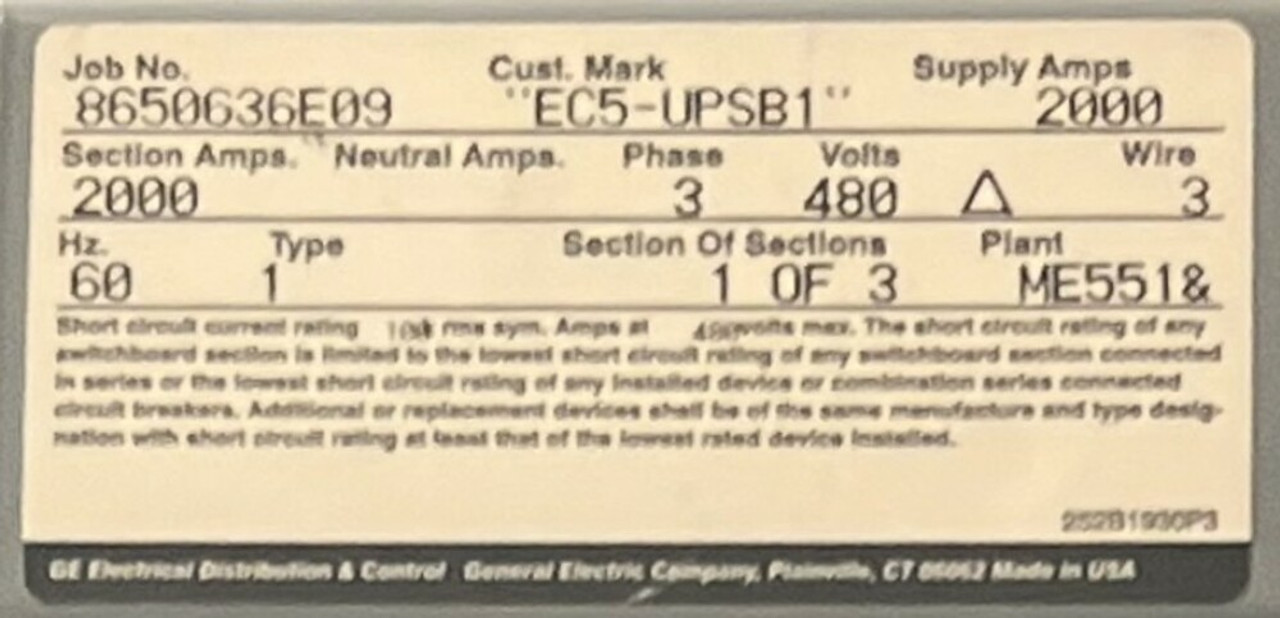 Job No. Cust. Mark Supply Amps
8650636E09 "EC5-UPSB1" 2000
Section Amps. Neutral Amps. Phase Volts Wire
2000 3 480 △ 3
Hz. Type Section Of Sections Plant
60 1 1 OF 3 ME551&
Short circuit current rating rms sym. Amps at volts max. The short circuit rating of any
switchboard section is limited to the lowest short circuit rating of any switchboard section connected
in series or the lowest short circuit rating of any installed device or combination series connected
circuit breakers. Additional or replacement devices shall be of the same manufacture and type desig-
nation with short circuit rating at least that of the lowest rated device installed.
252B1930P3
GE Electrical Distribution & Control General Electric Company, Plainville, CT 06062 Made in USA